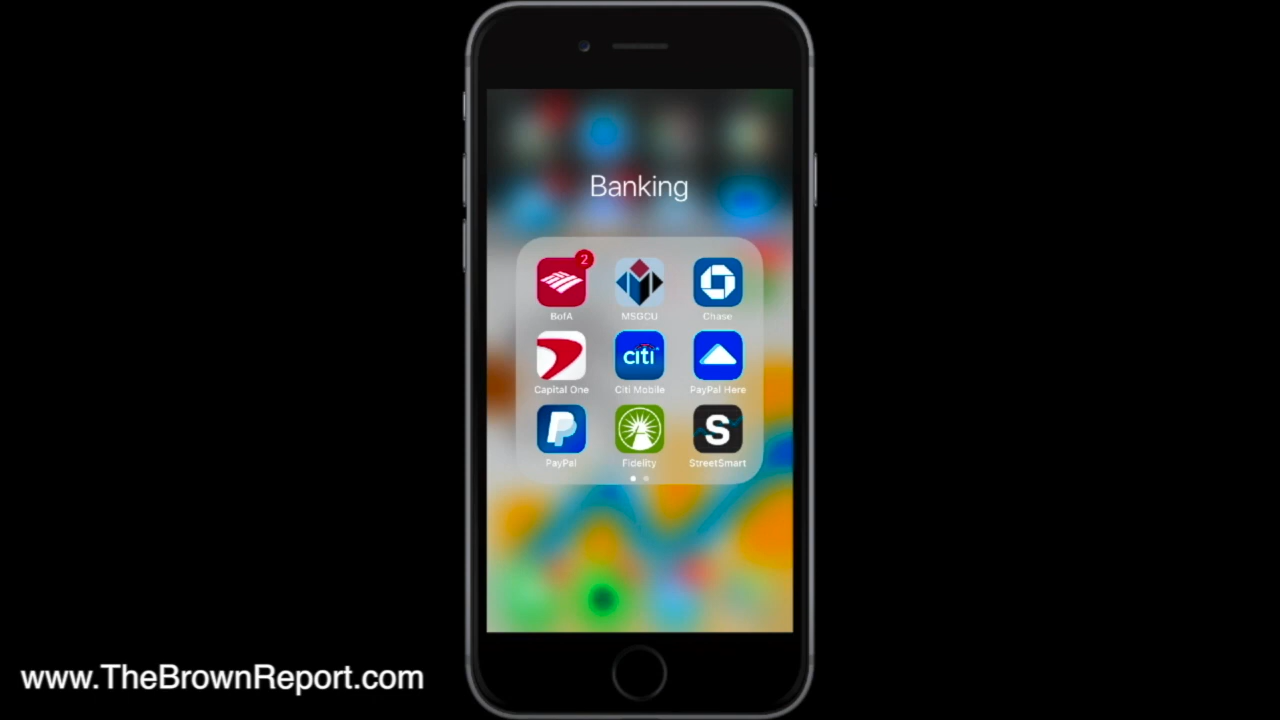 Banking
2
BofA MSGCU Chase
citi
Capital One Citi Mobile PayPal Here
S
PayPal Fidelity StreetSmart
www.TheBrownReport.com